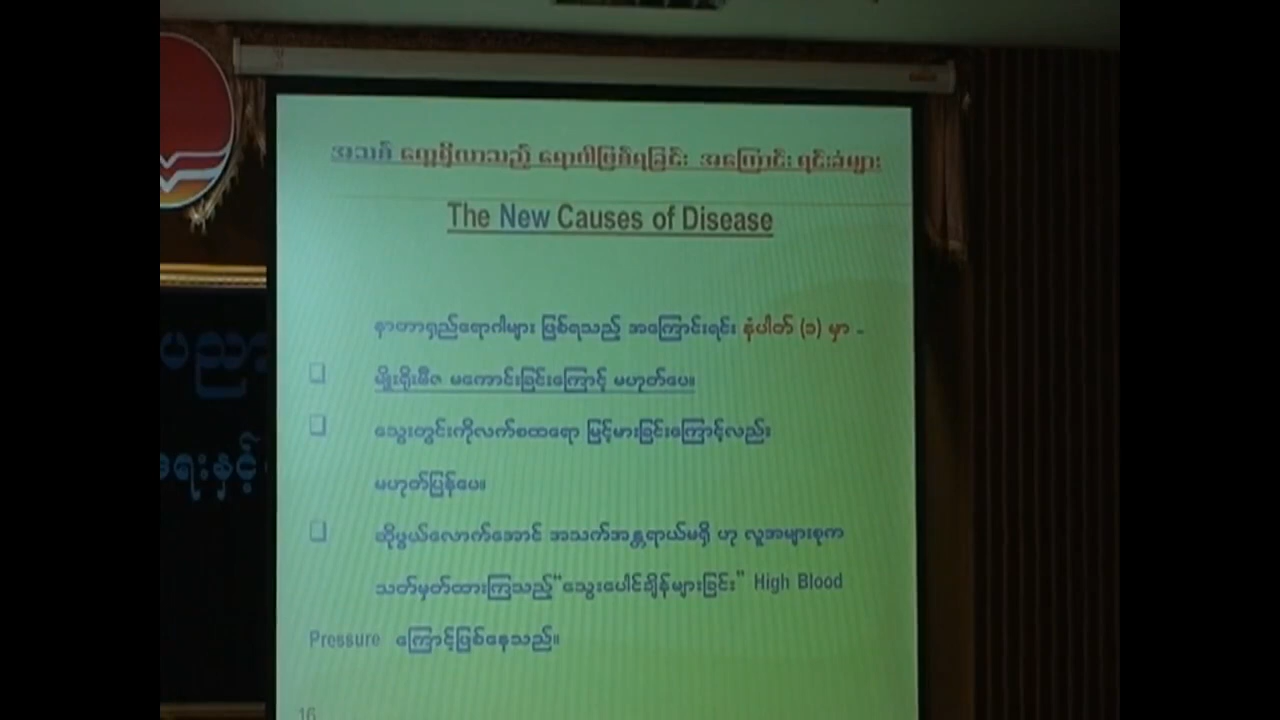 အသစ် တွေ့ရှိလာသည့် ရောဂါဖြစ်ရခြင်း အကြောင်းရင်းခံများ
The New Causes of Disease
နာတာရှည်ရောဂါများ ဖြစ်ရသည့် အကြောင်းရင်း နံပါတ် (၁) မှာ -
မျိုးရိုးဗီဇ မကောင်းခြင်းကြောင့် မဟုတ်ပေ။
သွေးတွင်းကိုလက်စထရော မြင့်မားခြင်းကြောင့်လည်း
မဟုတ်ပြန်ပေ။
ဆိုဖွယ်လောက်အောင် အသက်အန္တရာယ်မရှိ ဟု လူအများစုက
သတ်မှတ်ထားကြသည့်“သွေးပေါင်ချိန်များခြင်း” High Blood
Pressure ကြောင့်ဖြစ်နေသည်။
16
ပညာ
ရေးနှင့်